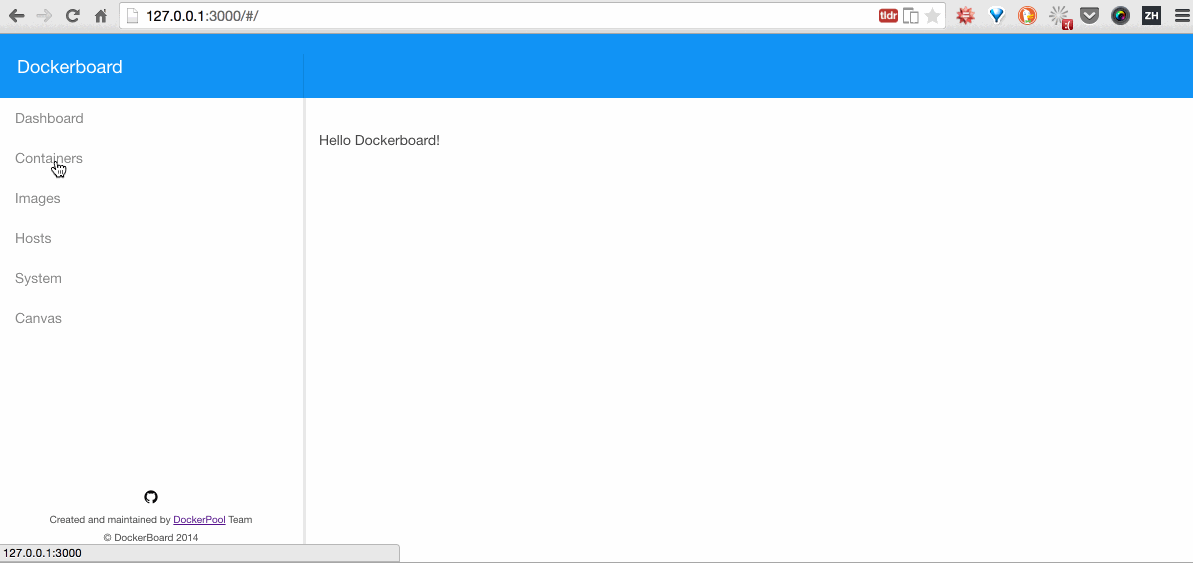 127.0.0.1:3000/#/
tldr
ZH
Dockerboard
Dashboard
Containers
Images
Hosts
System
Canvas
Hello Dockerboard!
Created and maintained by DockerPool Team
© DockerBoard 2014
127.0.0.1:3000